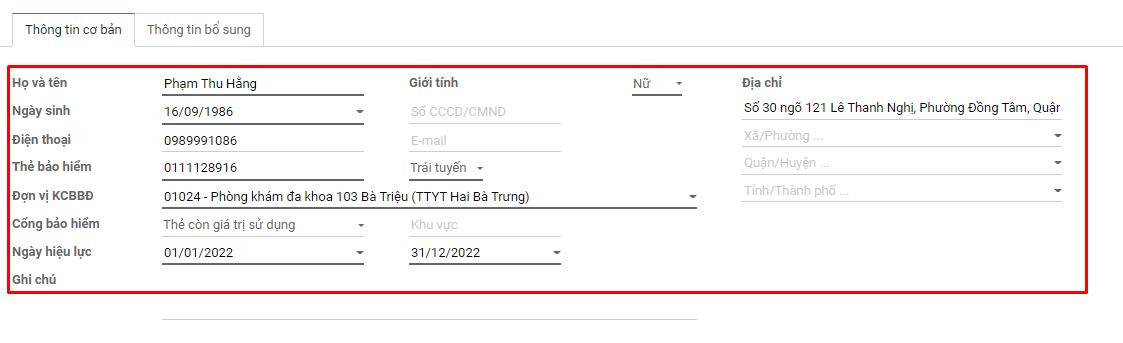 Thông tin cơ bản Thông tin bổ sung
Họ và tên Phạm Thu Hằng Giới tính Nữ Địa chỉ
Ngày sinh 16/09/1986 Số CCCD/CMND Số 30 ngõ 121 Lê Thanh Nghị, Phường Đồng Tâm, Quận
Điện thoại 0989991086 E-mail Xã/Phường ...
Thẻ bảo hiểm 0111128916 Trái tuyến Quận/Huyện ...
Đơn vị KCBBĐ 01024 - Phòng khám đa khoa 103 Bà Triệu (TTYT Hai Bà Trưng) Tỉnh/Thành phố ...
Cổng bảo hiểm Thẻ còn giá trị sử dụng Khu vực
Ngày hiệu lực 01/01/2022 31/12/2022
Ghi chú